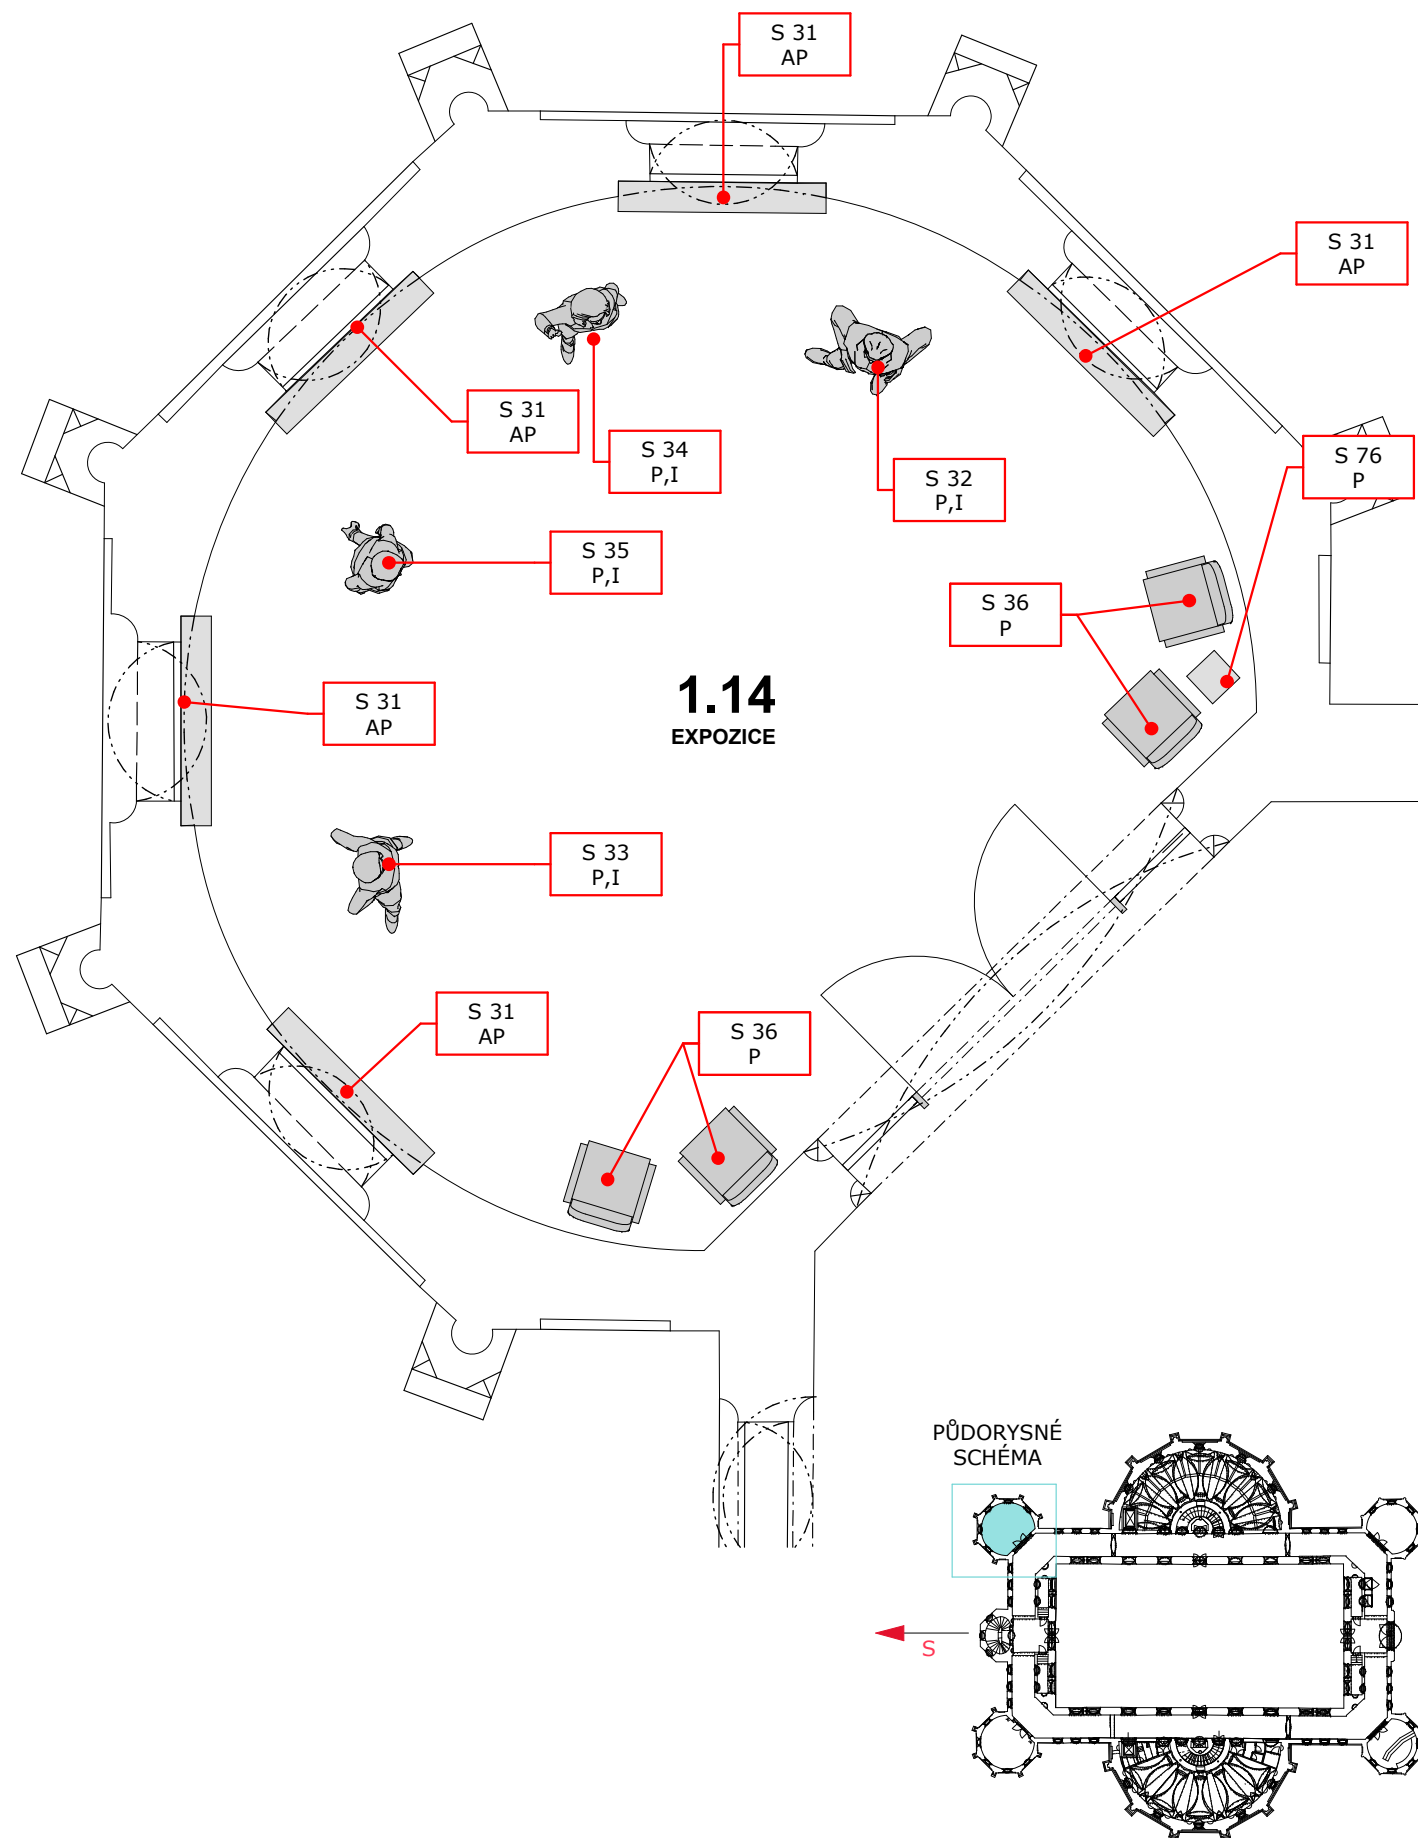 S 31
AP
S 31
AP
S 31
AP
S 34
P,I
S 32
P,I
S 76
P
S 35
P,I
S 36
P
S 31
AP
1.14
EXPOZICE
S 33
P,I
S 31
AP
S 36
P
PŮDORYSNÉ
SCHÉMA
S